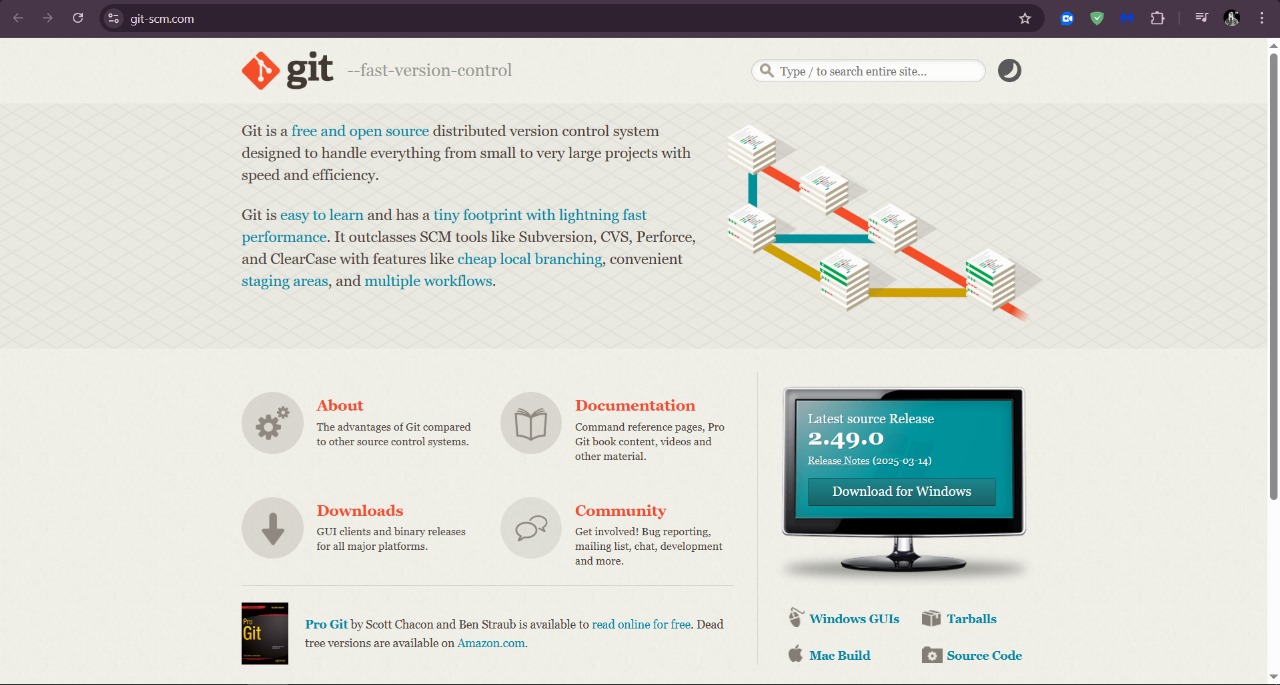 git-scm.com
git --fast-version-control
Type / to search entire site...
Git is a free and open source distributed version control system
designed to handle everything from small to very large projects with
speed and efficiency.
Git is easy to learn and has a tiny footprint with lightning fast
performance. It outclasses SCM tools like Subversion, CVS, Perforce,
and ClearCase with features like cheap local branching, convenient
staging areas, and multiple workflows.
About
The advantages of Git compared
to other source control systems.
Documentation
Command reference pages, Pro
Git book content, videos and
other material.
Downloads
GUI clients and binary releases
for all major platforms.
Community
Get involved! Bug reporting,
mailing list, chat, development
and more.
Pro
Git
Pro Git by Scott Chacon and Ben Straub is available to read online for free. Dead
tree versions are available on Amazon.com.
Latest source Release
2.49.0
Release Notes (2025-03-14)
Download for Windows
Windows GUIs
Tarballs
Mac Build
Source Code